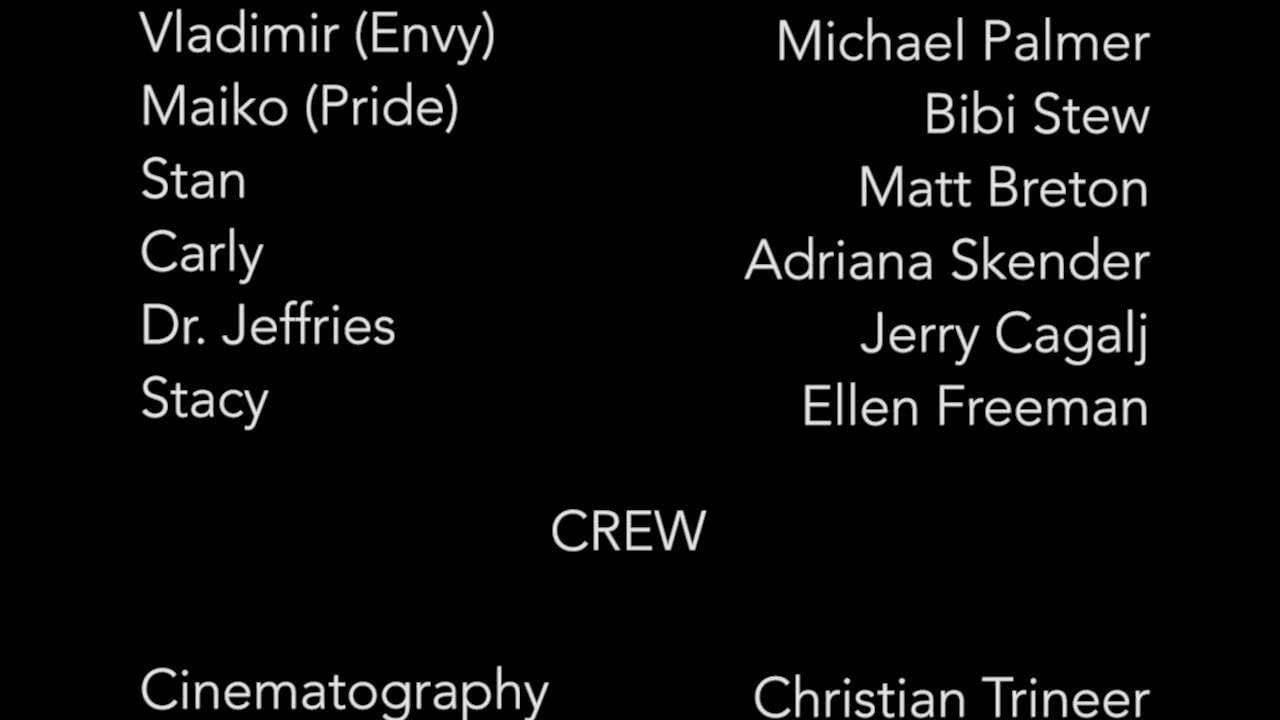 Vladimir (Envy) Michael Palmer
Maiko (Pride) Bibi Stew
Stan Matt Breton
Carly Adriana Skender
Dr. Jeffries Jerry Cagalj
Stacy Ellen Freeman
CREW
Cinematography Christian Trineer